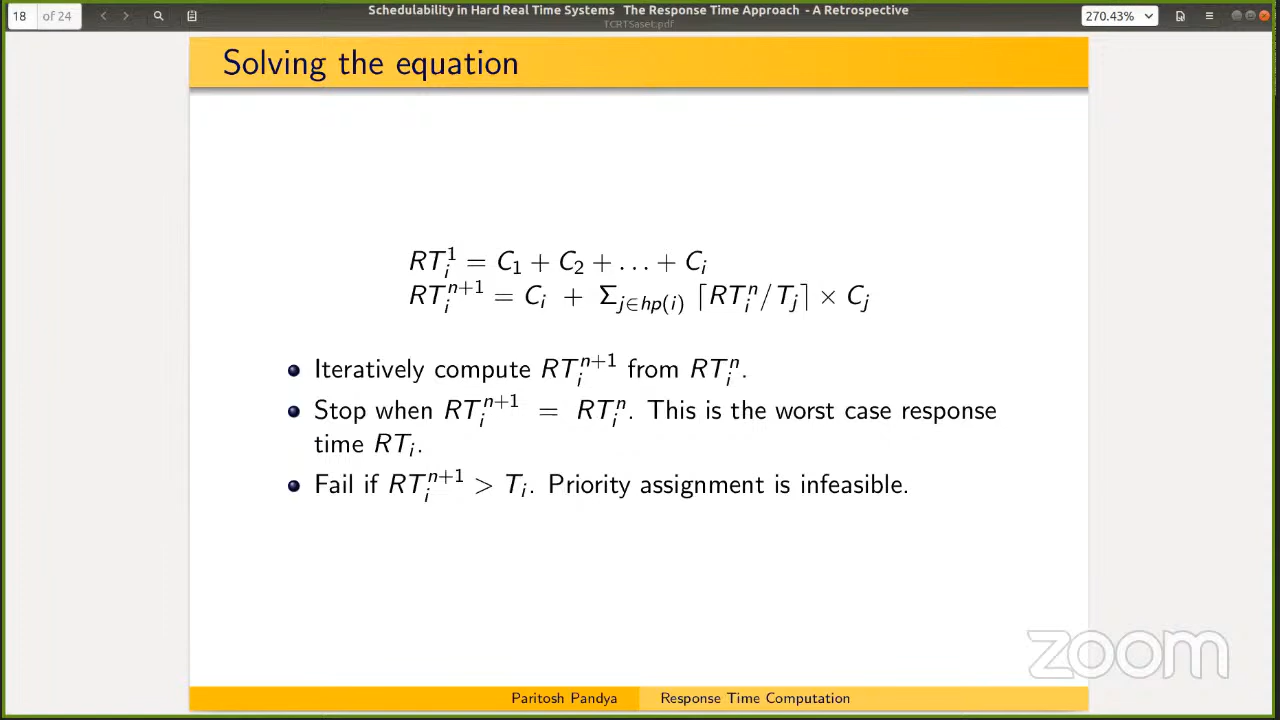 18 of 24
Schedulability in Hard Real Time Systems The Response Time Approach - A Retrospective
TCRTSaset.pdf
270.43%
Solving the equation
RT_i^1 = C_1 + C_2 + ... + C_i
RT_i^{n+1} = C_i + Σ_{j∈hp(i)} ⌈RT_i^n/T_j⌉ × C_j
Iteratively compute RT_i^{n+1} from RT_i^n.
Stop when RT_i^{n+1} = RT_i^n. This is the worst case response
time RT_i.
Fail if RT_i^{n+1} > T_i. Priority assignment is infeasible.
zoom
Paritosh Pandya Response Time Computation